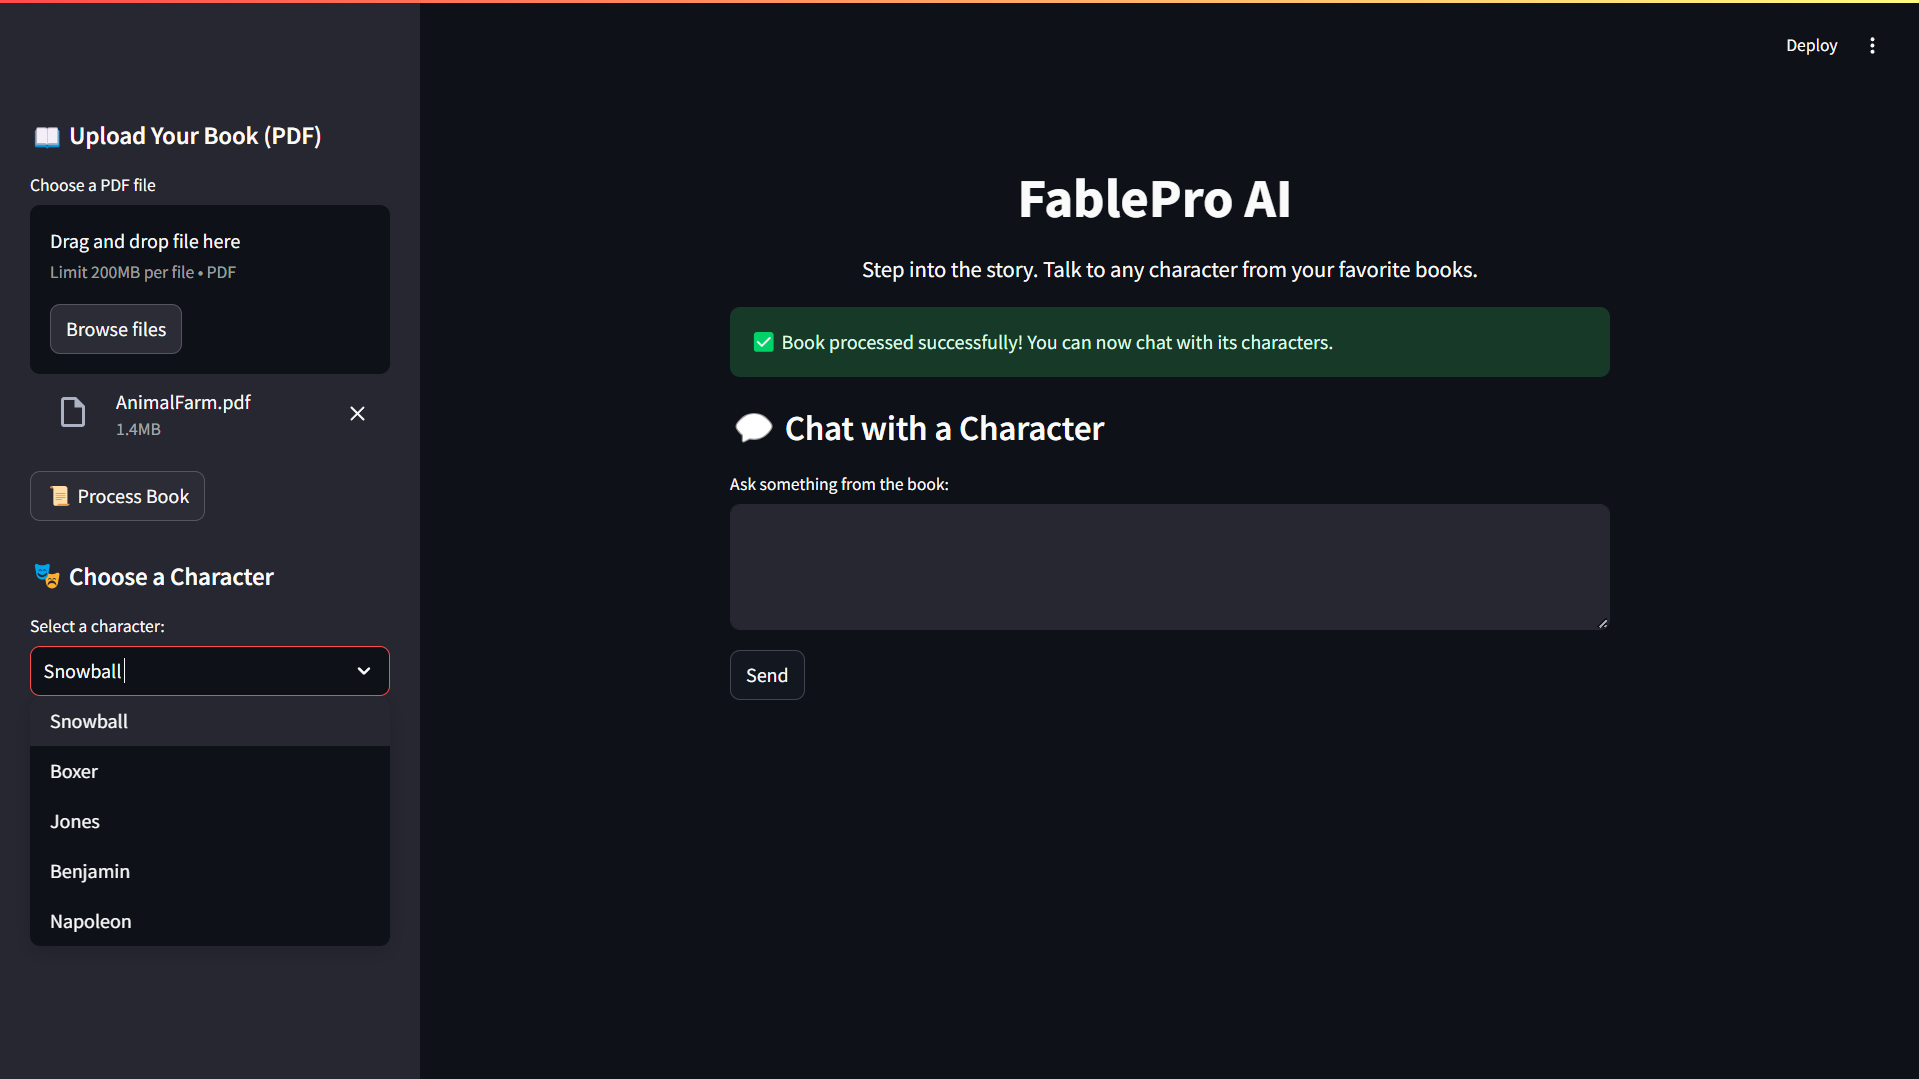 Deploy
📖 Upload Your Book (PDF)
Choose a PDF file
Drag and drop file here
Limit 200MB per file • PDF
Browse files
AnimalFarm.pdf
1.4MB
📜 Process Book
🎭 Choose a Character
Select a character:
Snowball
Snowball
Boxer
Jones
Benjamin
Napoleon
FablePro AI
Step into the story. Talk to any character from your favorite books.
✅ Book processed successfully! You can now chat with its characters.
💬 Chat with a Character
Ask something from the book:
Send